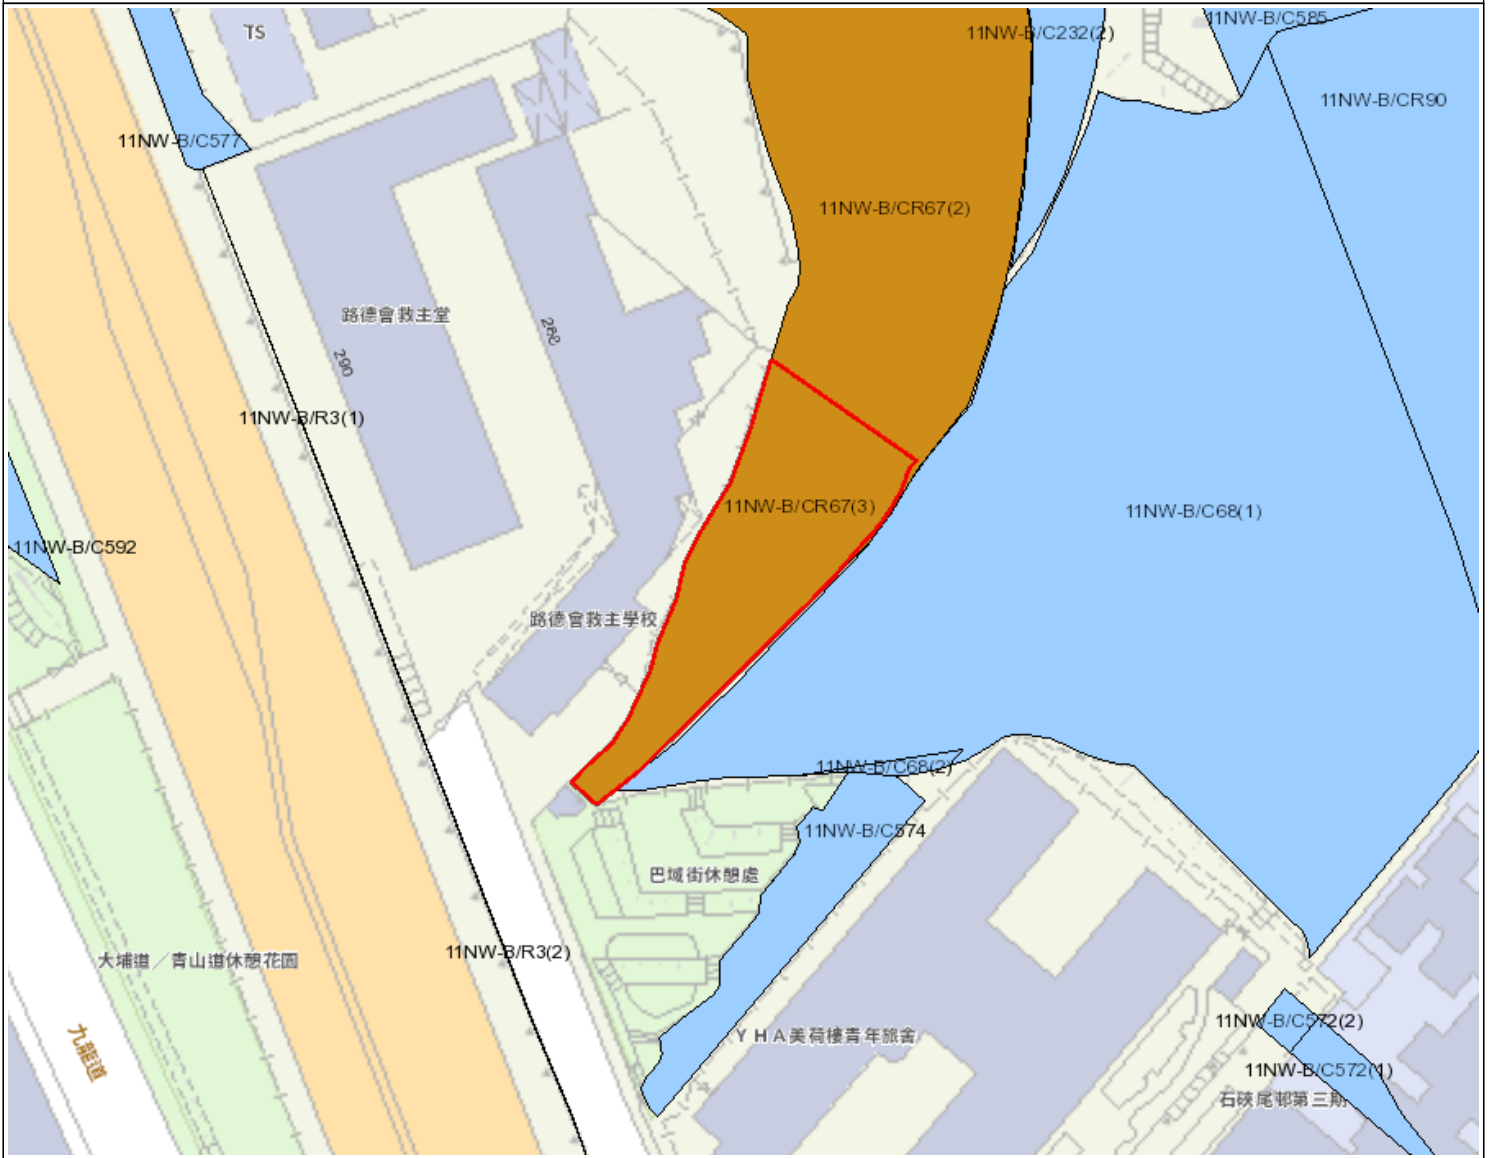 11NW-B/C585
TS
11NW-B/C232(2)
11NW-B/CR90
11NW-B/C577
11NW-B/CR67(2)
路德會救主堂
288
290
11NW-B/R3(1)
11NW-B/CR67(3)
11NW-B/C68(1)
11NW-B/C592
路德會救主學校
11NW-B/C68(2)
11NW-B/C574
巴域街休憩處
11NW-B/R3(2)
大埔道／青山道休憩花園
11NW-B/C572(2)
ＹＨＡ美荷樓青年旅舍
九龍道
11NW-B/C572(1)
石硤尾邨第三期